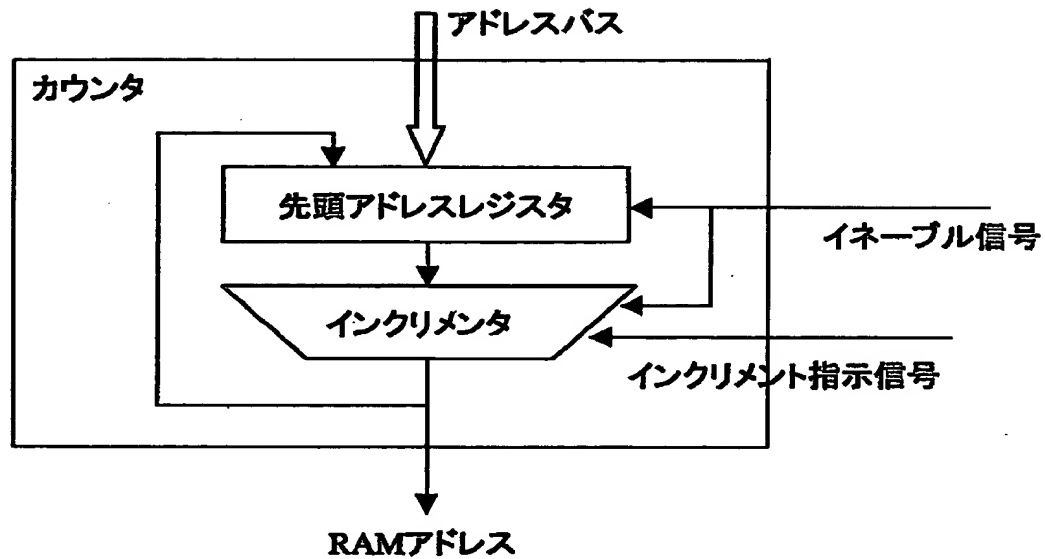 アドレスバス
カウンタ
先頭アドレスレジスタ
イネーブル信号
インクリメンタ
インクリメント指示信号
RAMアドレス